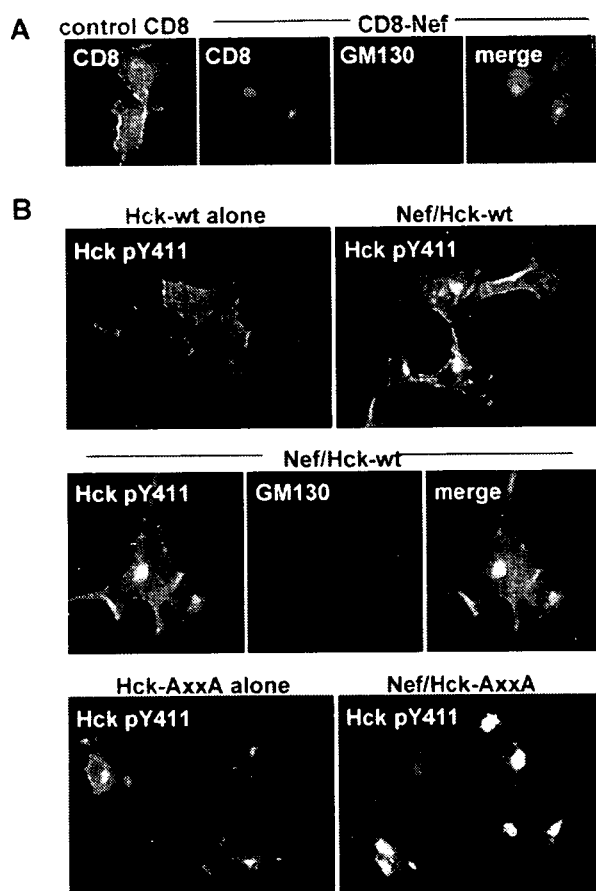 A
control CD8
CD8-Nef
CD8
CD8
GM130
merge
B
Hck-wt alone
Nef/Hck-wt
Hck pY411
Hck pY411
Nef/Hck-wt
Hck pY411
GM130
merge
Hck-AxxA alone
Nef/Hck-AxxA
Hck pY411
Hck pY411